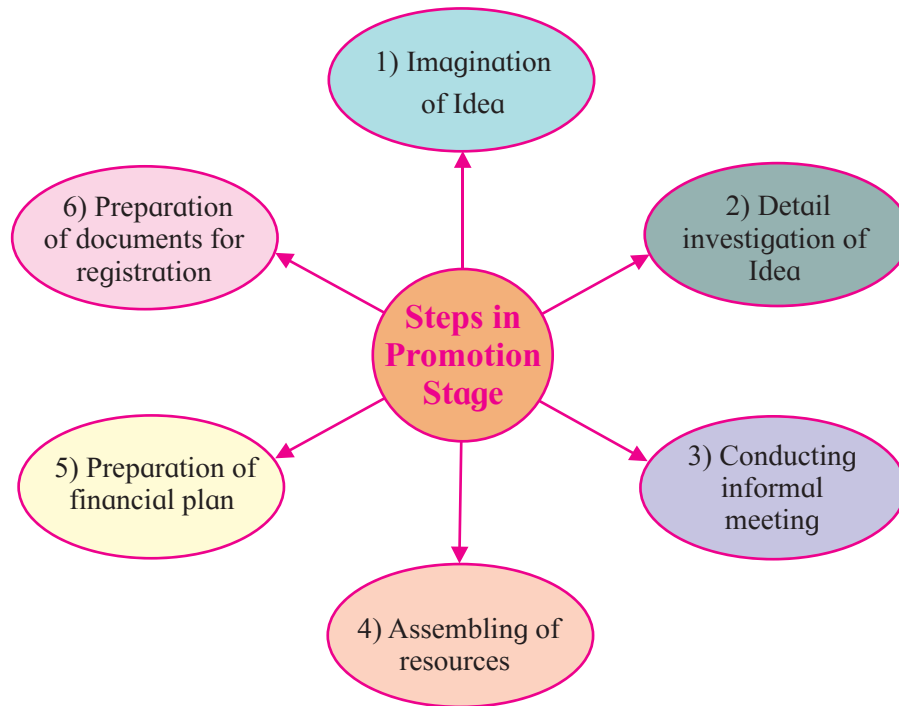 1) Imagination
of Idea
6) Preparation
of documents for
registration
2) Detail
investigation of
Idea
Steps in
Promotion
Stage
5) Preparation of
financial plan
3) Conducting
informal
meeting
4) Assembling of
resources